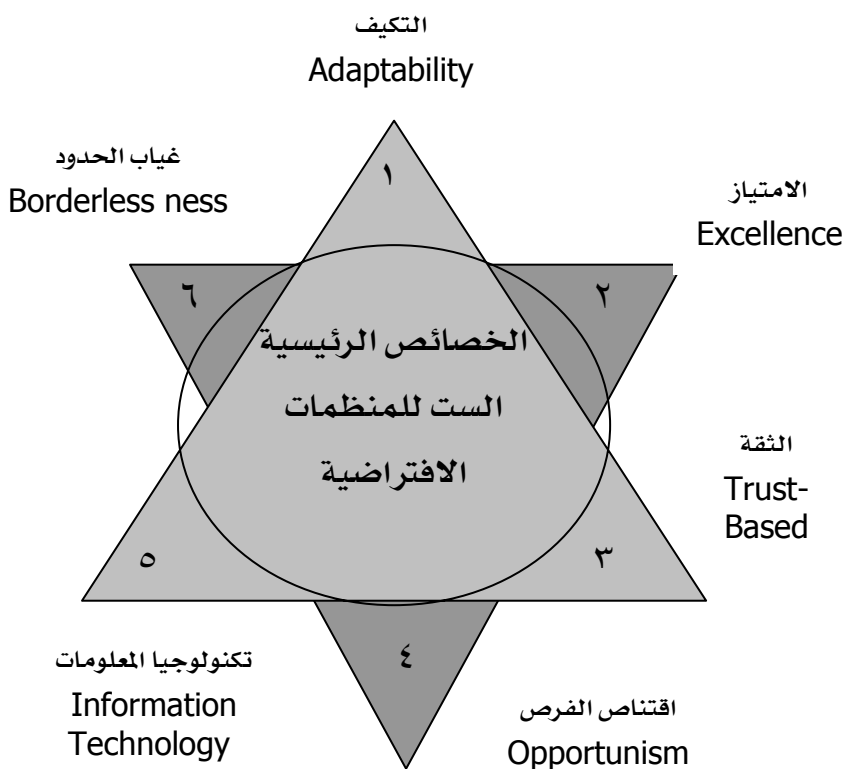 التكيف
Adaptability
١
الامتياز
Excellence
٢
الثقة
Trust-
Based
٣
اقتناص الفرص
Opportunism
٤
تكنولوجيا المعلومات
Information
Technology
٥
غياب الحدود
Borderless ness
٦
الخصائص الرئيسية
الست للمنظمات
الافتراضية